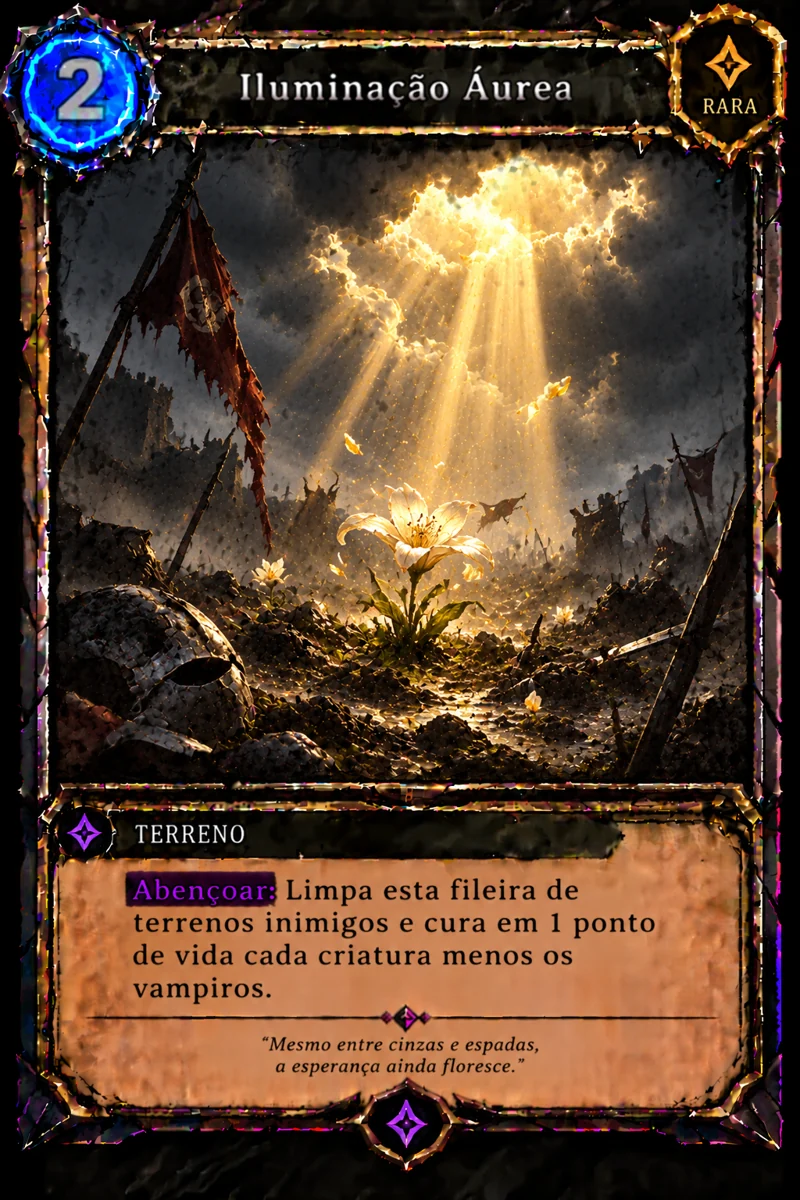 2
Iluminação Áurea
RARA
TERRENO
Abençoar: Limpa esta fileira de
terrenos inimigos e cura em 1 ponto
de vida cada criatura menos os
vampiros.
“Mesmo entre cinzas e espadas,
a esperança ainda floresce.”